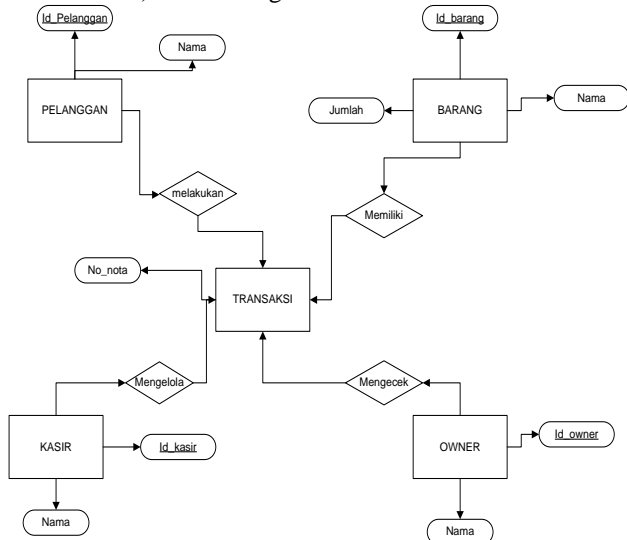 Id_Pelanggan
Nama
PELANGGAN
Id_barang
Jumlah
BARANG
Nama
melakukan
Memiliki
No_nota
TRANSAKSI
Mengelola
Mengecek
KASIR
Id_kasir
Nama
OWNER
Id_owner
Nama